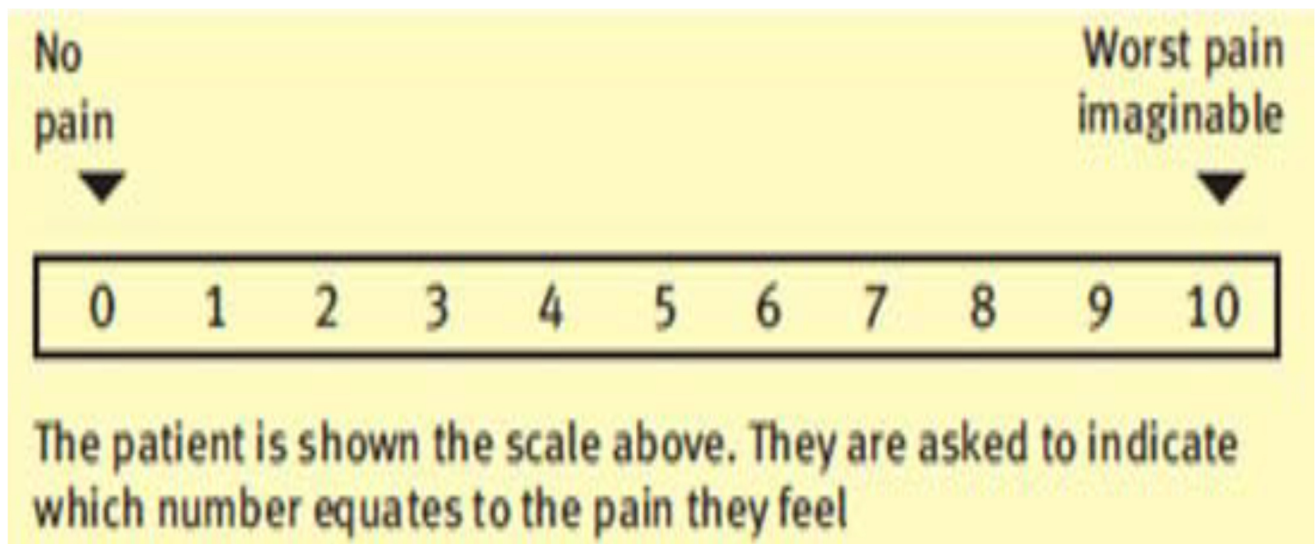 No
pain
Worst pain
imaginable
0 1 2 3 4 5 6 7 8 9 10
The patient is shown the scale above. They are asked to indicate
which number equates to the pain they feel